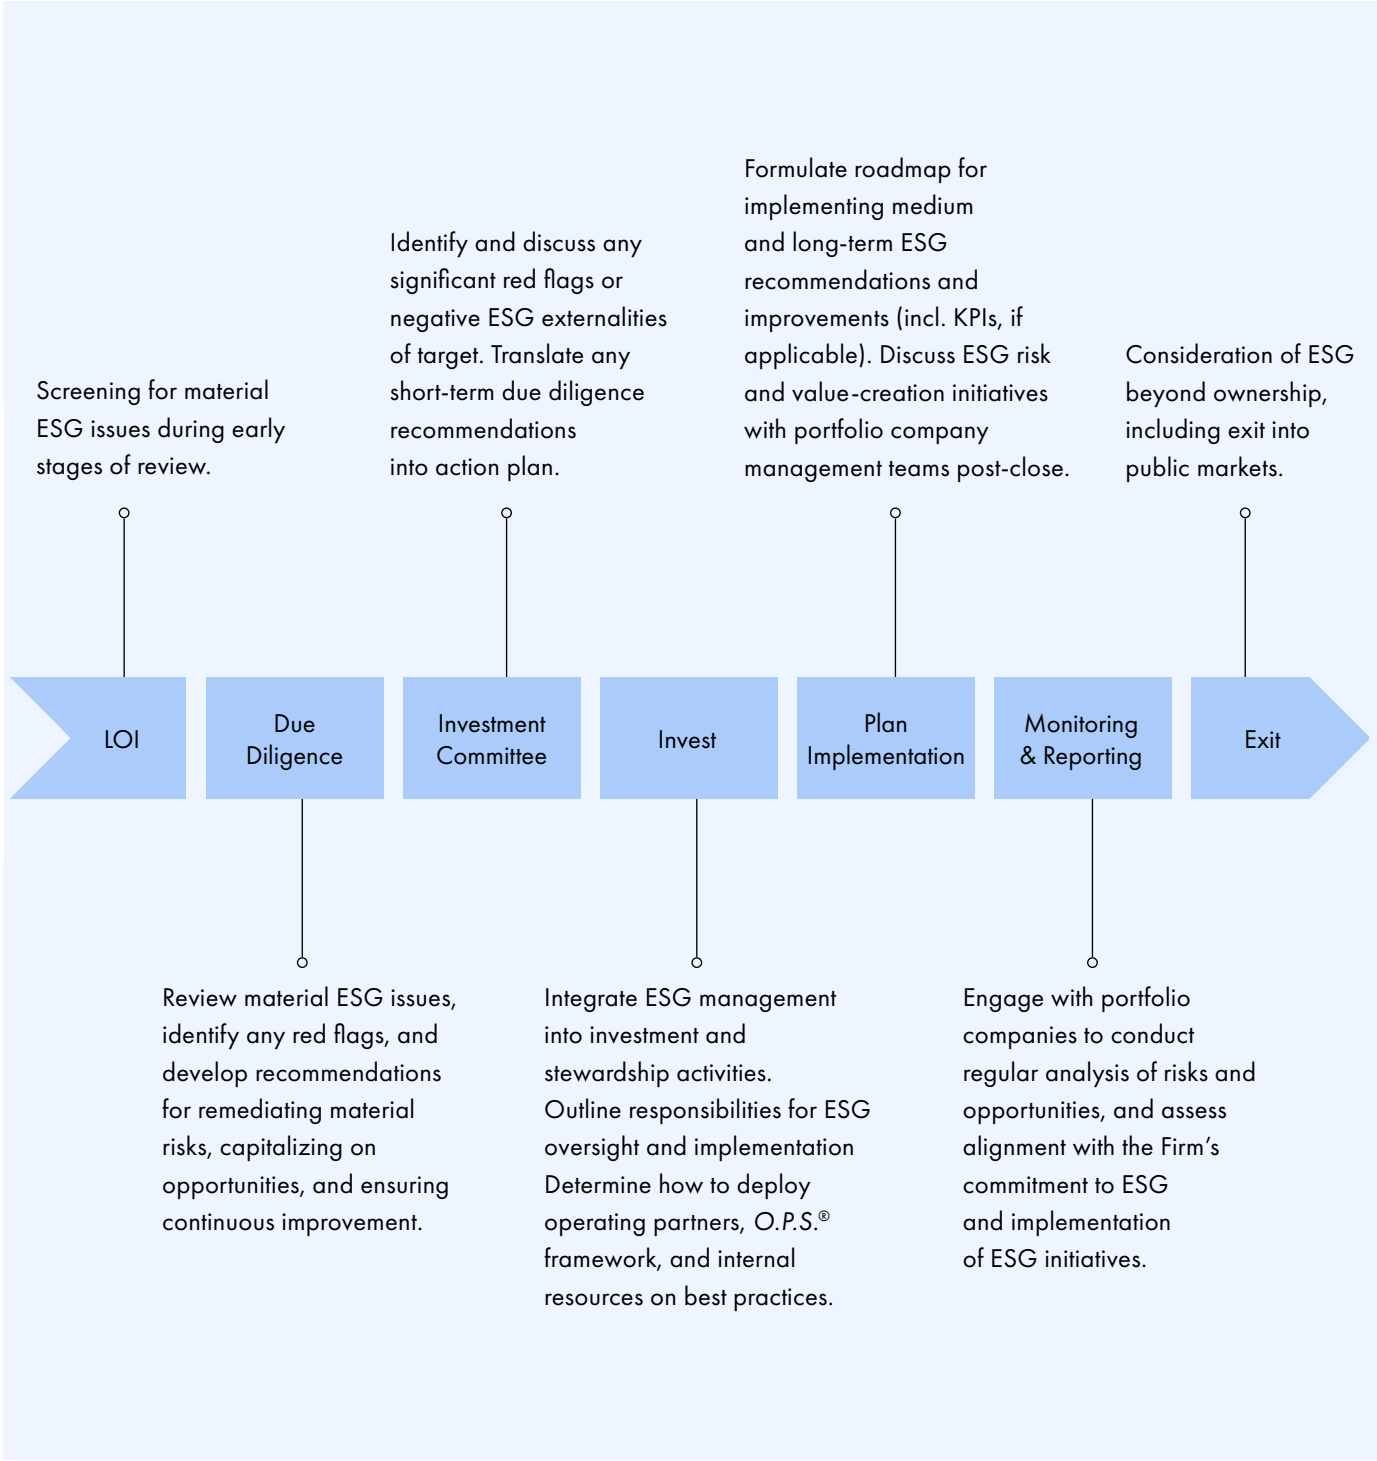 Screening for material
ESG issues during early
stages of review.
Identify and discuss any
significant red flags or
negative ESG externalities
of target. Translate any
short-term due diligence
recommendations
into action plan.
Formulate roadmap for
implementing medium
and long-term ESG
recommendations and
improvements (incl. KPIs, if
applicable). Discuss ESG risk
and value-creation initiatives
with portfolio company
management teams post-close.
Consideration of ESG
beyond ownership,
including exit into
public markets.
LOI
Due
Diligence
Investment
Committee
Invest
Plan
Implementation
Monitoring
& Reporting
Exit
Review material ESG issues,
identify any red flags, and
develop recommendations
for remediating material
risks, capitalizing on
opportunities, and ensuring
continuous improvement.
Integrate ESG management
into investment and
stewardship activities.
Outline responsibilities for ESG
oversight and implementation
Determine how to deploy
operating partners, O.P.S.®
framework, and internal
resources on best practices.
Engage with portfolio
companies to conduct
regular analysis of risks and
opportunities, and assess
alignment with the Firm’s
commitment to ESG
and implementation
of ESG initiatives.